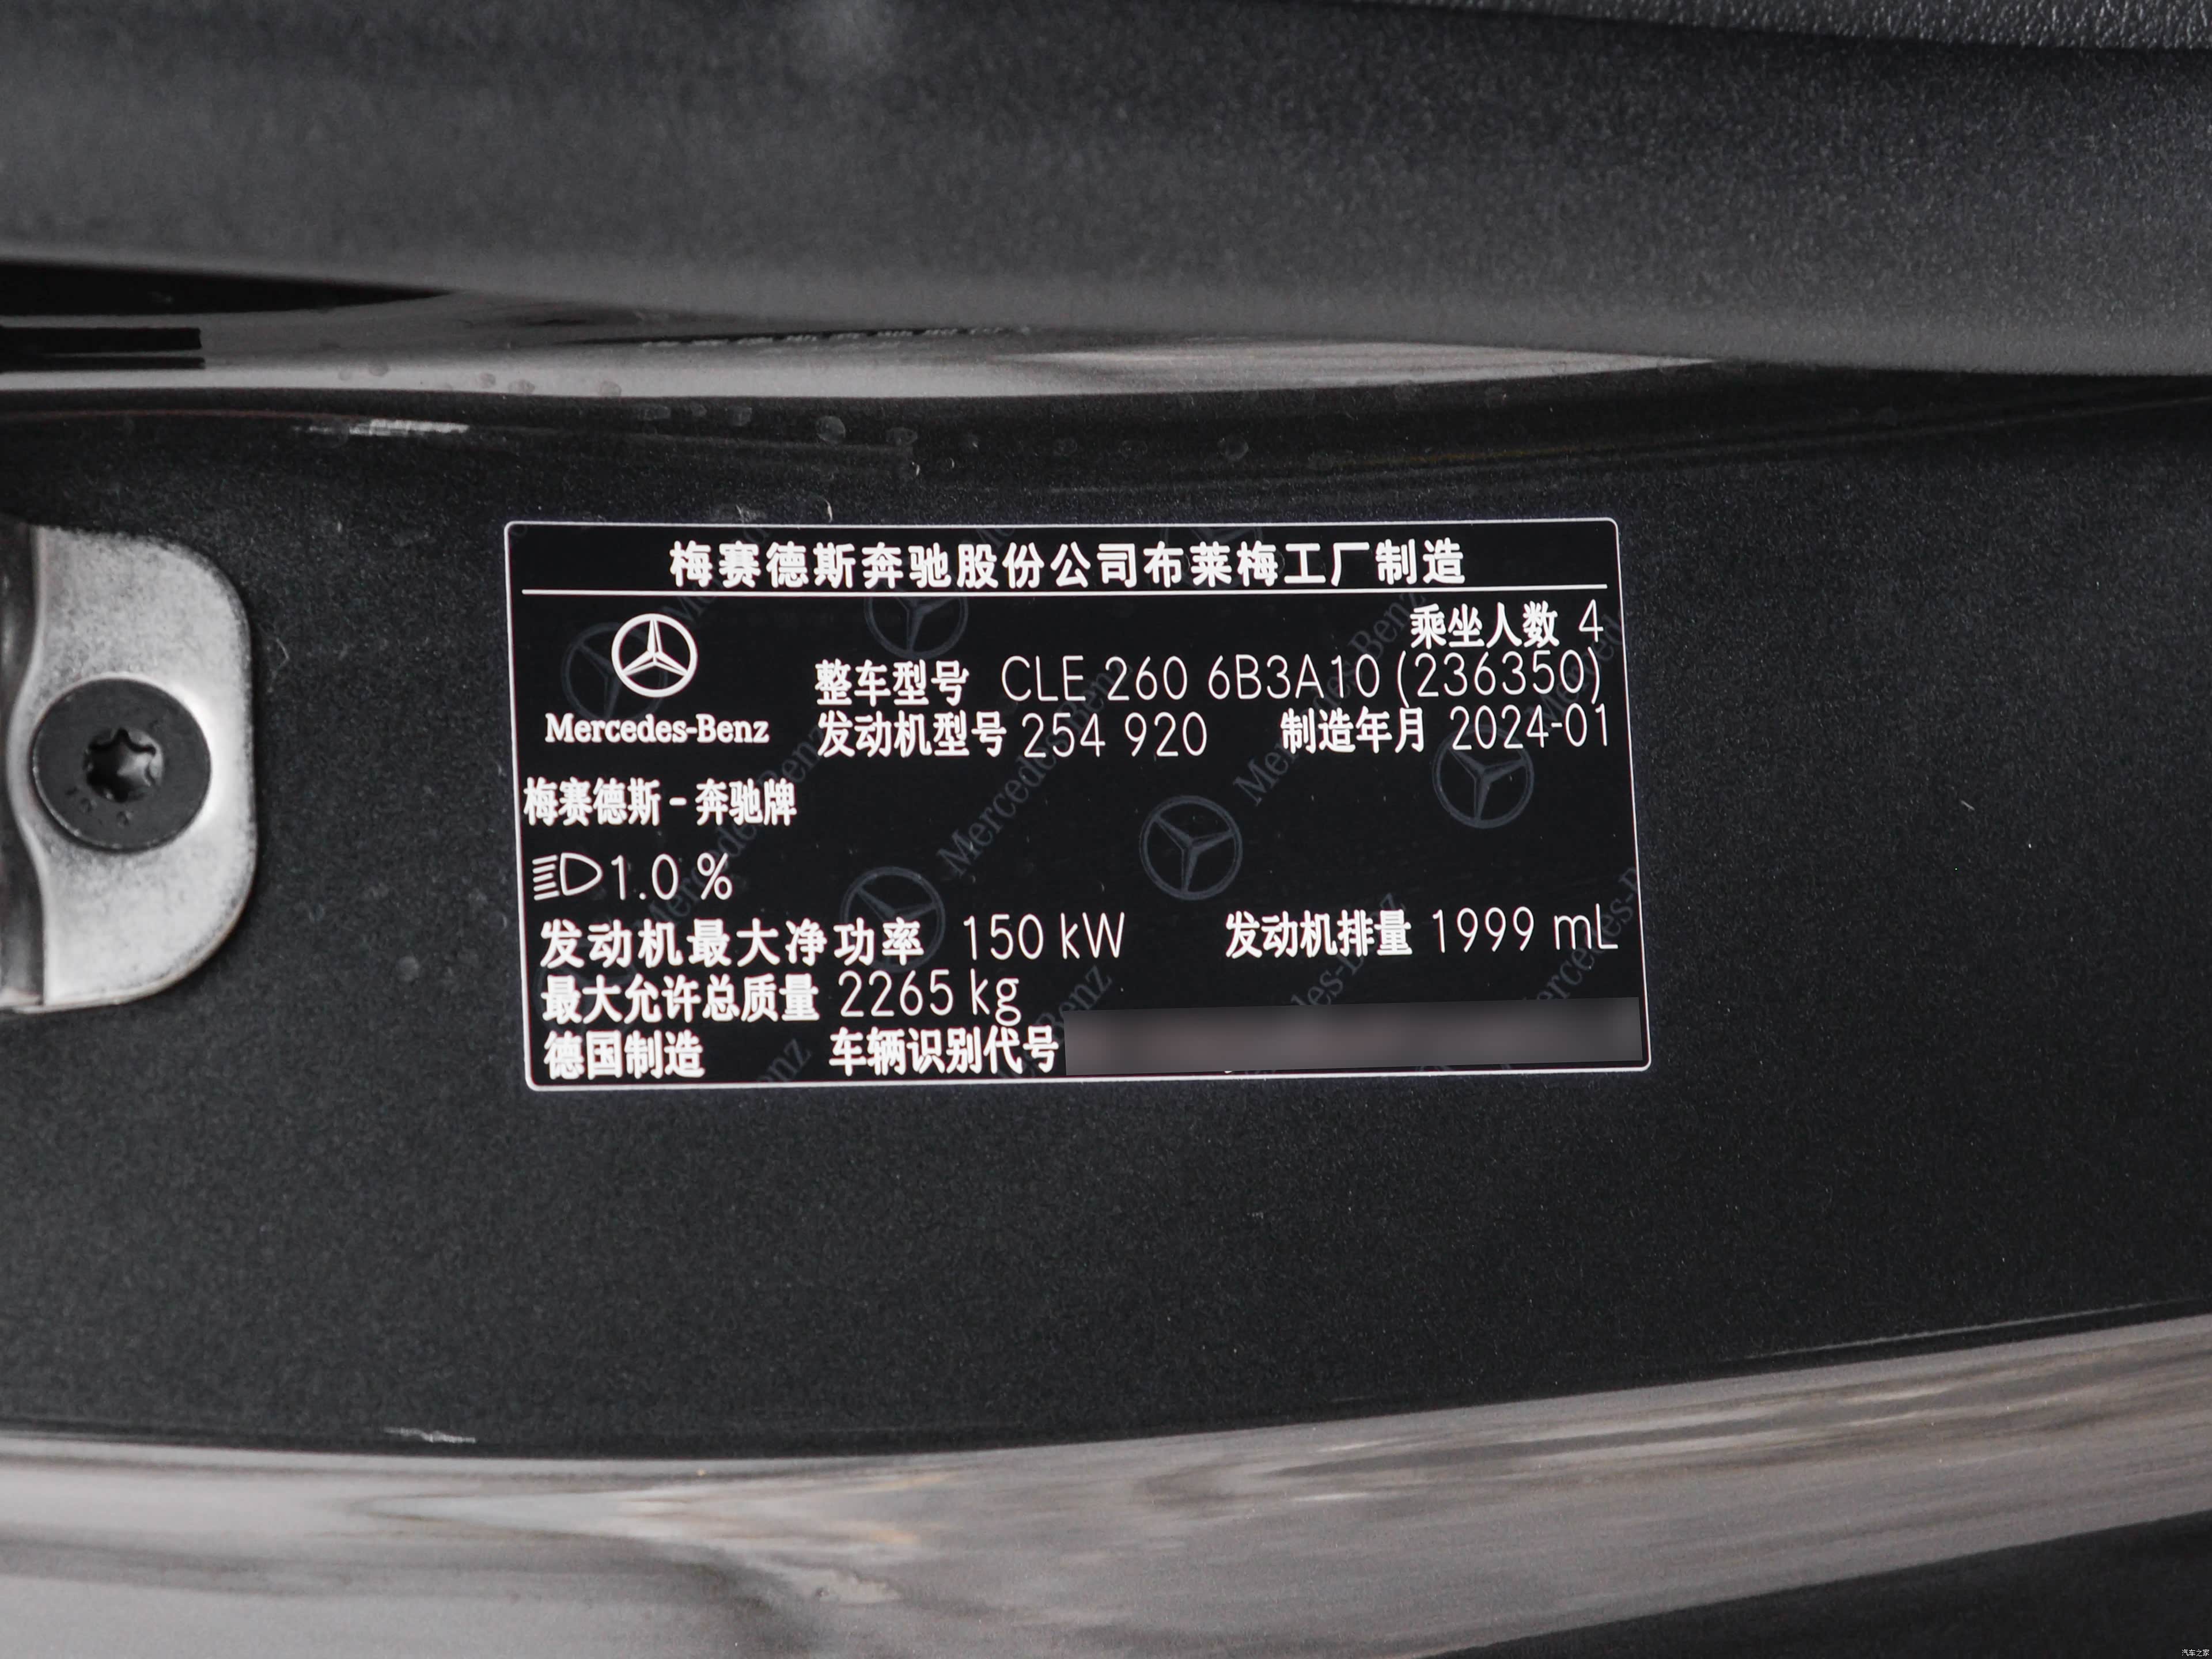 梅赛德斯奔驰股份公司布莱梅工厂制造
乘坐人数 4
整车型号 CLE 260 6B3A10 (236350)
Mercedes-Benz 发动机型号 254 920 制造年月 2024-01
梅赛德斯-奔驰牌
1.0 %
发动机最大净功率 150 kW 发动机排量 1999 mL
最大允许总质量 2265 kg
德国制造 车辆识别代号
汽车之家